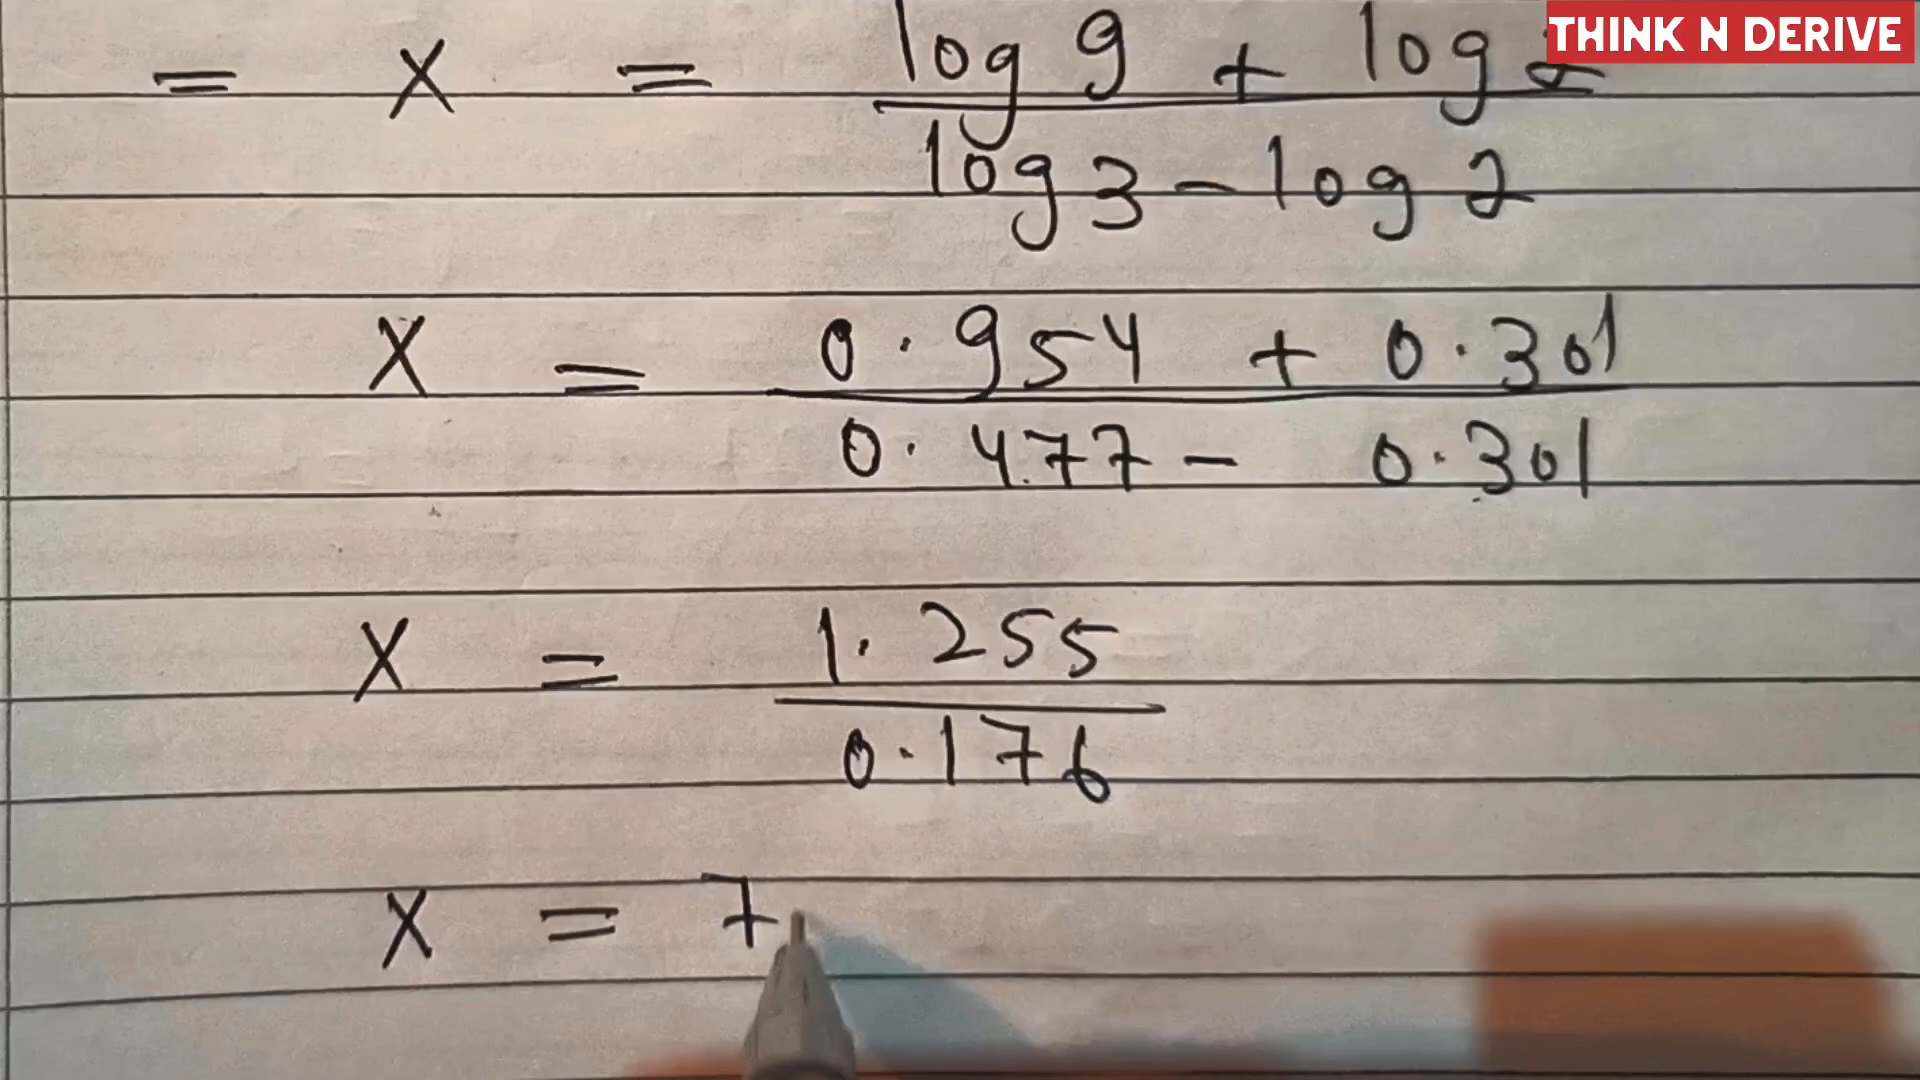 THINK N DERIVE
= X = log 9 + log 2
log 3 - log 2
X = 0.954 + 0.301
0.477 - 0.301
X = 1.255
0.176
X = 7